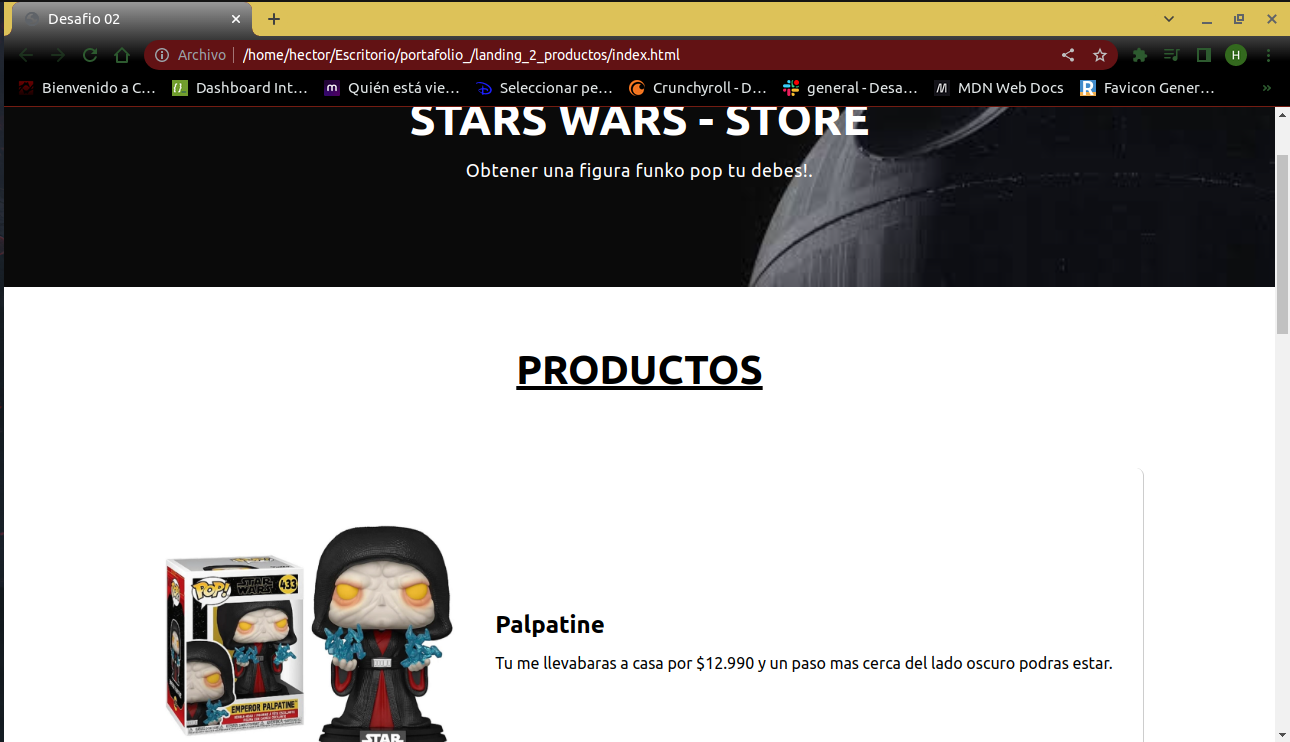 Desafio 02
Archivo /home/hector/Escritorio/portafolio_/landing_2_productos/index.html
H
Bienvenido a C… Dashboard Int… Quién está vie… Seleccionar pe… Crunchyroll - D… general - Desa… MDN Web Docs Favicon Gener…
STARS WARS - STORE
Obtener una figura funko pop tu debes!.
PRODUCTOS
POP! STAR WARS 433
EMPEROR PALPATINE
STAR
Palpatine
Tu me llevabaras a casa por $12.990 y un paso mas cerca del lado oscuro podras estar.